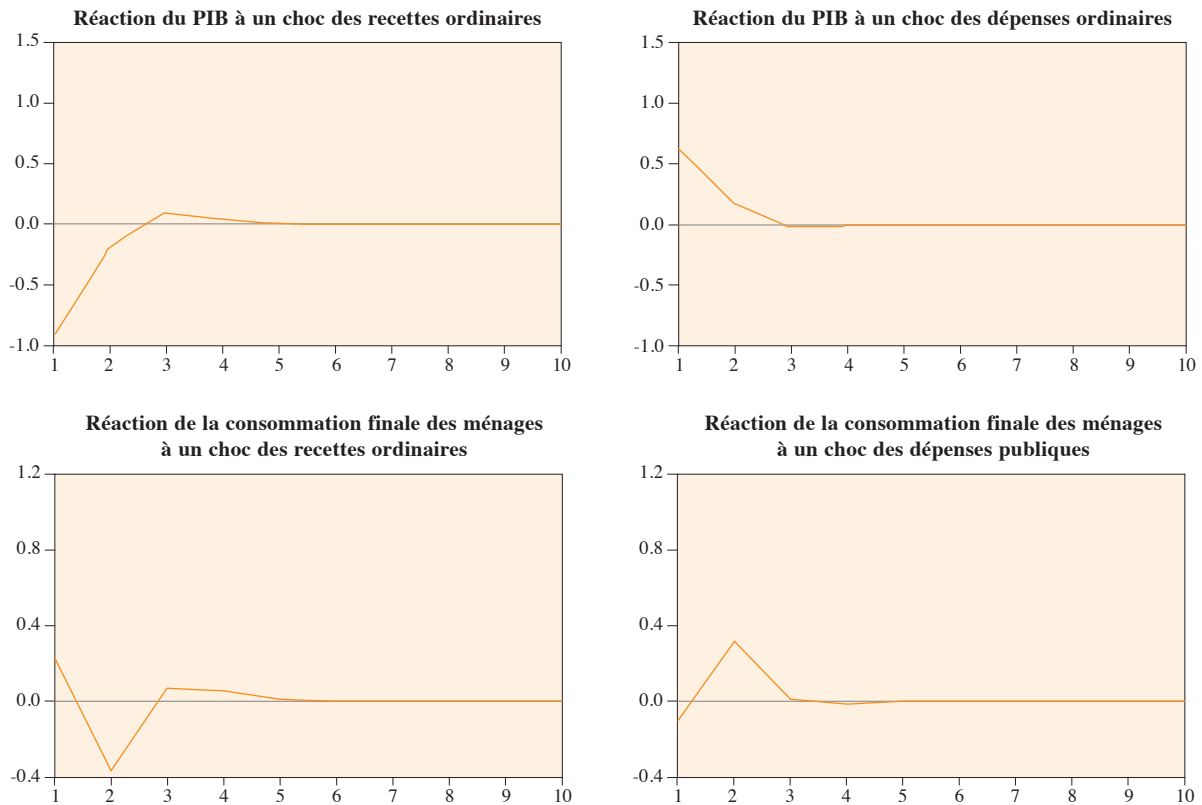 Réaction du PIB à un choc des recettes ordinaires
1.5
1.0
0.5
0.0
-0.5
-1.0
1 2 3 4 5 6 7 8 9 10
Réaction du PIB à un choc des dépenses ordinaires
1.5
1.0
0.5
0.0
-0.5
-1.0
1 2 3 4 5 6 7 8 9 10
Réaction de la consommation finale des ménages
à un choc des recettes ordinaires
1.2
0.8
0.4
0.0
-0.4
1 2 3 4 5 6 7 8 9 10
Réaction de la consommation finale des ménages
à un choc des dépenses publiques
1.2
0.8
0.4
0.0
-0.4
1 2 3 4 5 6 7 8 9 10